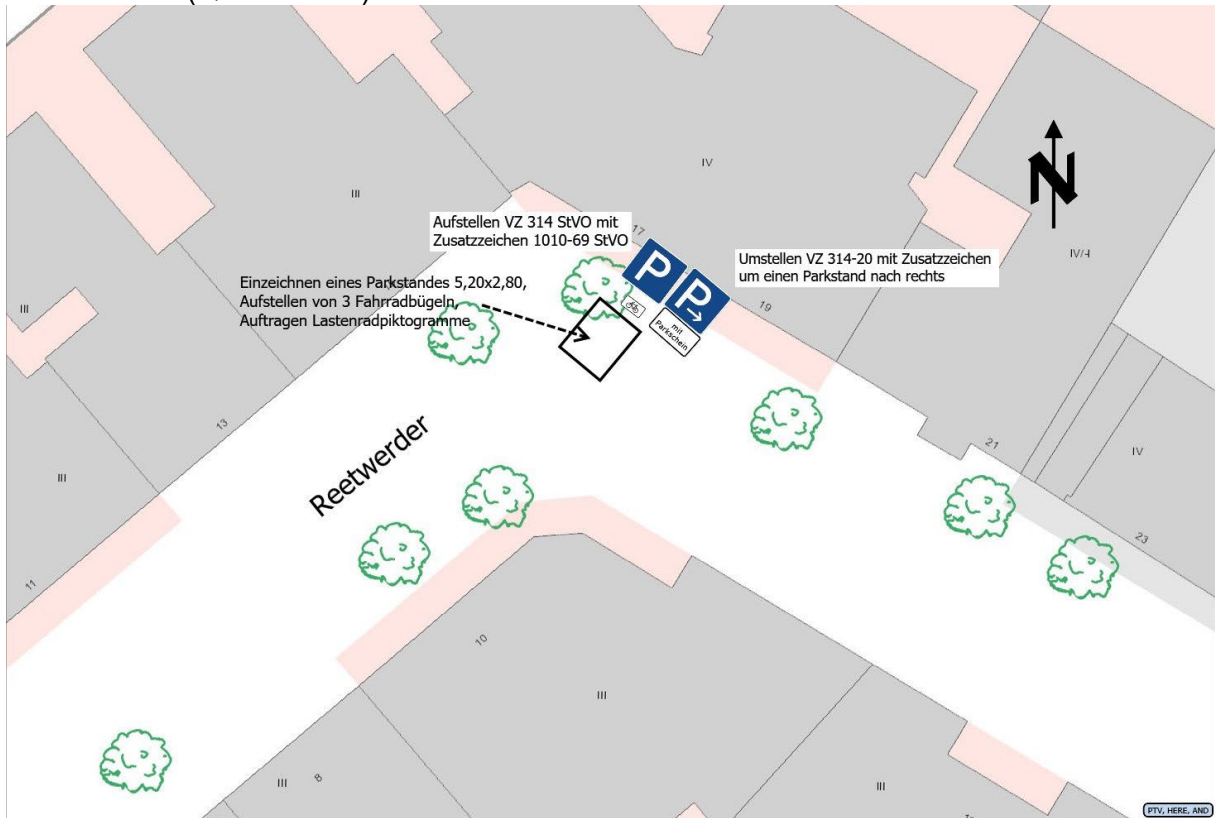 IV
III
Aufstellen VZ 314 StVO mit
Zusatzzeichen 1010-69 StVO
17
N
IV/-I
Umstellen VZ 314-20 mit Zusatzzeichen
um einen Parkstand nach rechts
P
P
Einzeichnen eines Parkstandes 5,20x2,80,
Aufstellen von 3 Fahrradbügeln,
Auftragen Lastenradpiktogramme
mit
Parkschein
19
III
13
Reetwerder
21
IV
III
23
11
10
III
III
8
III
PTV, HERE, AND